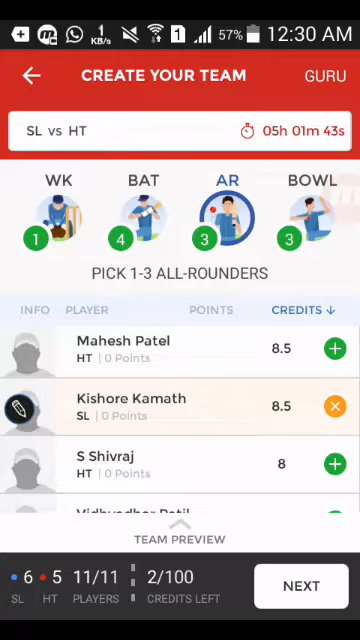 1 KB/s 1 57% 12:30 AM
CREATE YOUR TEAM GURU
SL vs HT 05h 01m 43s
WK BAT AR BOWL
1 4 3 3
PICK 1-3 ALL-ROUNDERS
INFO PLAYER POINTS CREDITS ↓
Mahesh Patel
HT | 0 Points
8.5
Kishore Kamath
SL | 0 Points
8.5
S Shivraj
HT | 0 Points
8
TEAM PREVIEW
6 5 11/11 2/100
SL HT PLAYERS CREDITS LEFT
NEXT